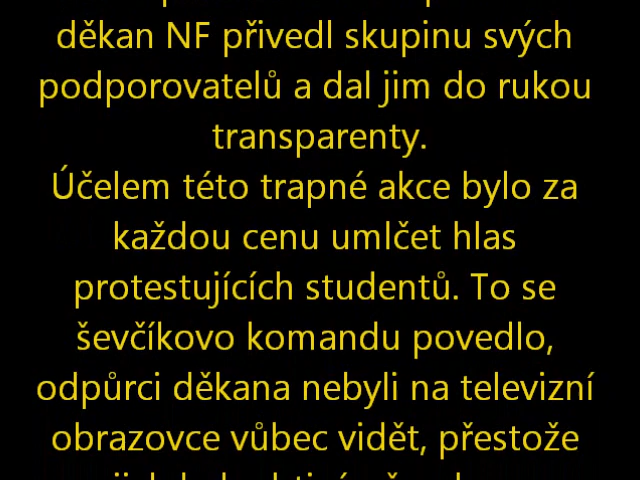 děkan NF přivedl skupinu svých
podporovatelů a dal jim do rukou
transparenty.
Účelem této trapné akce bylo za
každou cenu umlčet hlas
protestujících studentů. To se
ševčíkovo komandu povedlo,
odpůrci děkana nebyli na televizní
obrazovce vůbec vidět, přestože